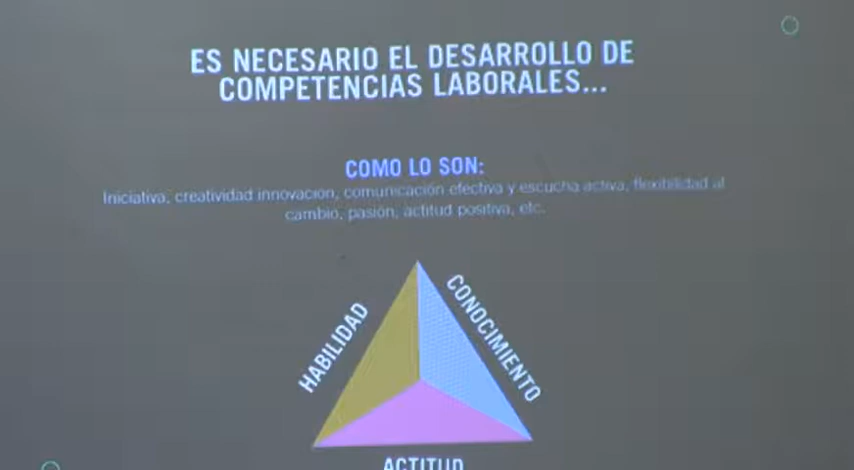 ES NECESARIO EL DESARROLLO DE
COMPETENCIAS LABORALES...
COMO LO SON:
Iniciativa, creatividad innovación, comunicación efectiva y escucha activa, flexibilidad al
cambio, pasión, actitud positiva, etc.
HABILIDAD
CONOCIMIENTO
ACTITUD